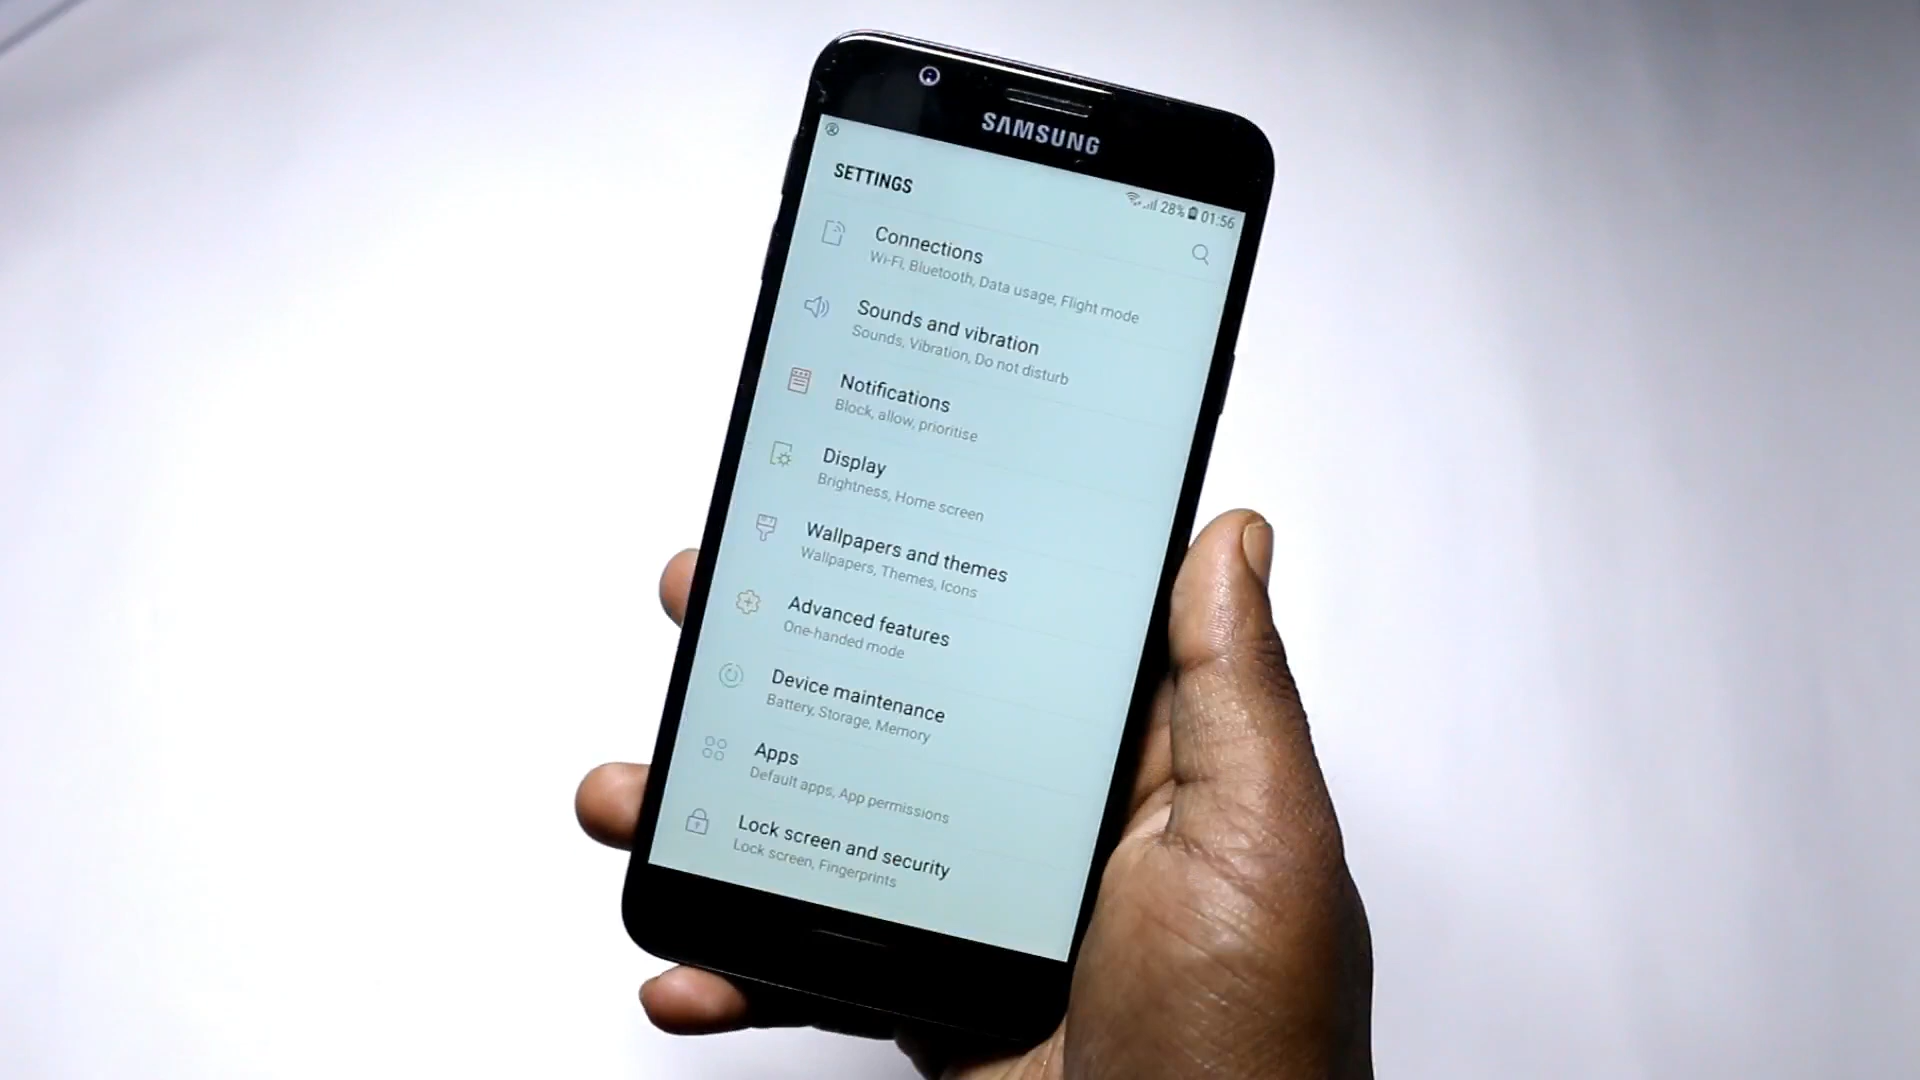 SAMSUNG
28% 01:56
SETTINGS
Connections
Wi-Fi, Bluetooth, Data usage, Flight mode
Sounds and vibration
Sounds, Vibration, Do not disturb
Notifications
Block, allow, prioritise
Display
Brightness, Home screen
Wallpapers and themes
Wallpapers, Themes, Icons
Advanced features
One-handed mode
Device maintenance
Battery, Storage, Memory
Apps
Default apps, App permissions
Lock screen and security
Lock screen, Fingerprints